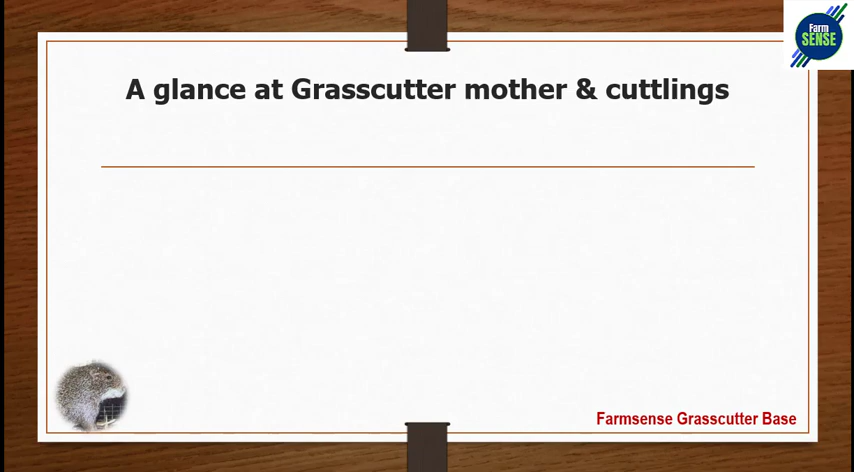 Farm
SENSE
A glance at Grasscutter mother & cuttlings
Farmsense Grasscutter Base